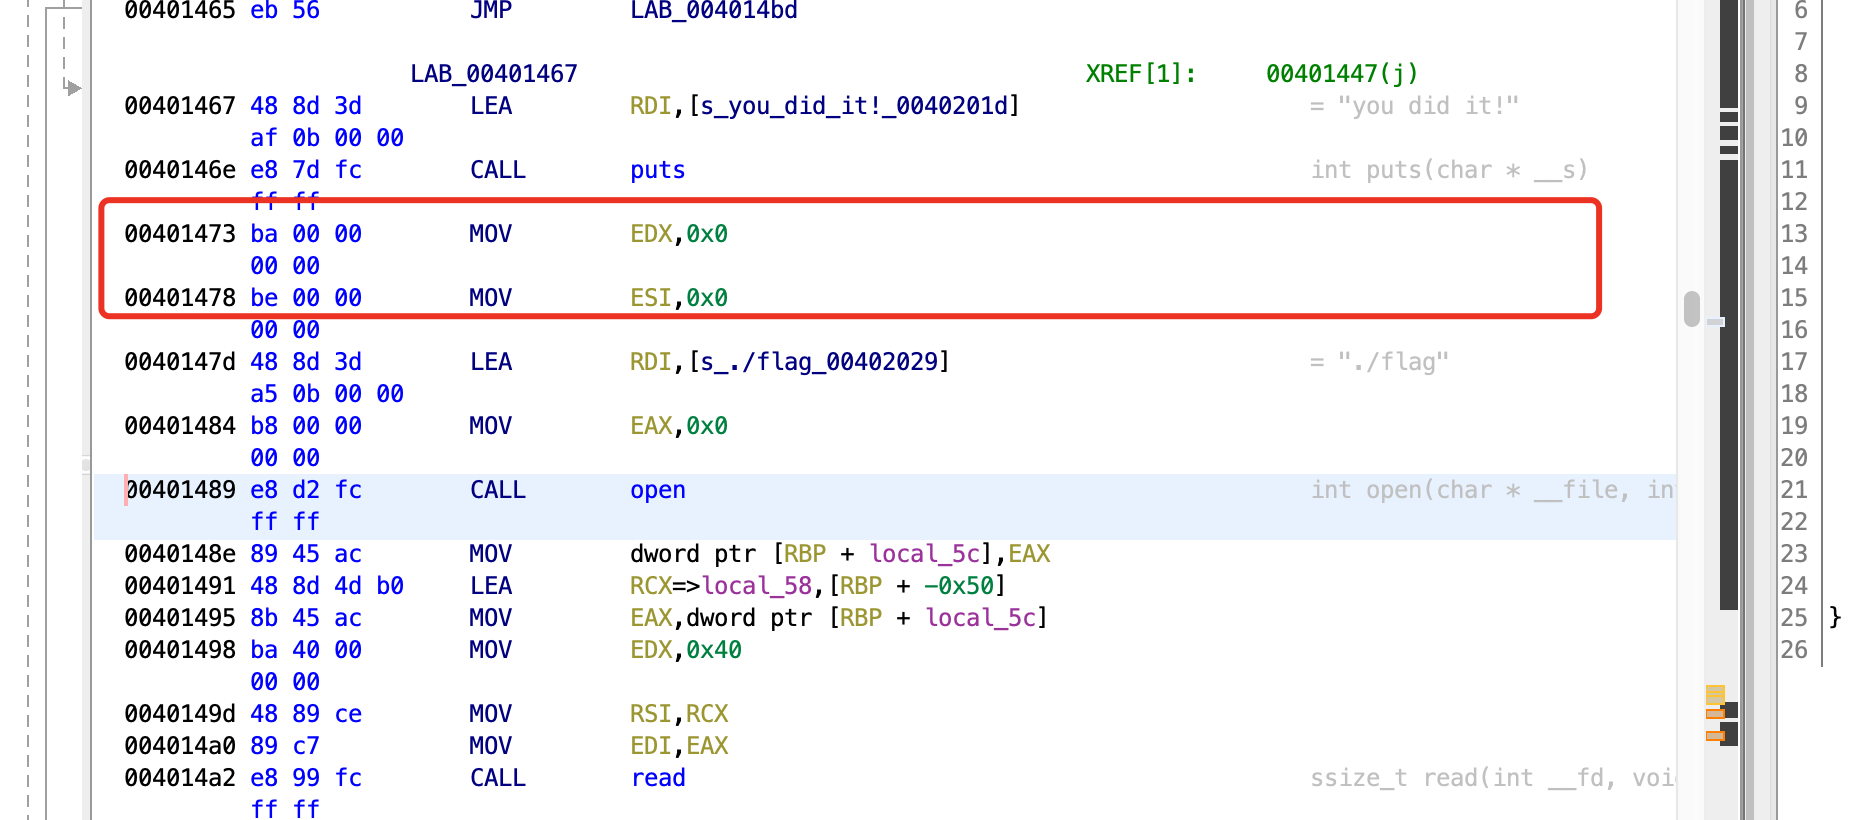 00401465 eb 56 JMP LAB_004014bd
LAB_00401467 XREF[1]: 00401447(j)
00401467 48 8d 3d LEA RDI,[s_you_did_it!_0040201d] = "you did it!"
af 0b 00 00
0040146e e8 7d fc CALL puts int puts(char * __s)
ff ff
00401473 ba 00 00 MOV EDX,0x0
00 00
00401478 be 00 00 MOV ESI,0x0
00 00
0040147d 48 8d 3d LEA RDI,[s_./flag_00402029] = "./flag"
a5 0b 00 00
00401484 b8 00 00 MOV EAX,0x0
00 00
00401489 e8 d2 fc CALL open int open(char * __file, in
ff ff
0040148e 89 45 ac MOV dword ptr [RBP + local_5c],EAX
00401491 48 8d 4d b0 LEA RCX=>local_58,[RBP + -0x50]
00401495 8b 45 ac MOV EAX,dword ptr [RBP + local_5c]
00401498 ba 40 00 MOV EDX,0x40
00 00
0040149d 48 89 ce MOV RSI,RCX
004014a0 89 c7 MOV EDI,EAX
004014a2 e8 99 fc CALL read ssize_t read(int __fd, voi
ff ff
6
7
8
9
10
11
12
13
14
15
16
17
18
19
20
21
22
23
24
25 }
26